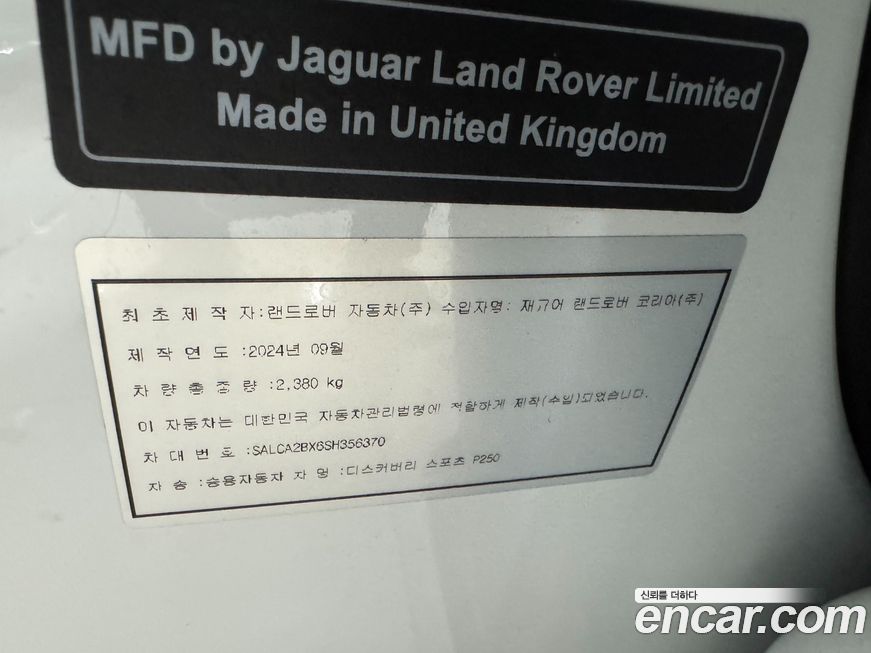 MFD by Jaguar Land Rover Limited
Made in United Kingdom
최 초 제 작 자:랜드로버 자동차(주) 수입자명: 재규어 랜드로버 코리아(주)
제 작 연 도 :2024년 09월
차 량 총 중 량 :2,380 kg
이 자동차는 대한민국 자동차관리법령에 적합하게 제작(수입)되었습니다.
차 대 번 호 :SALCA2BX6SH356370
차 종 :승용자동차 차 명 :디스커버리 스포츠 P250
신뢰를 더하다
encar.com